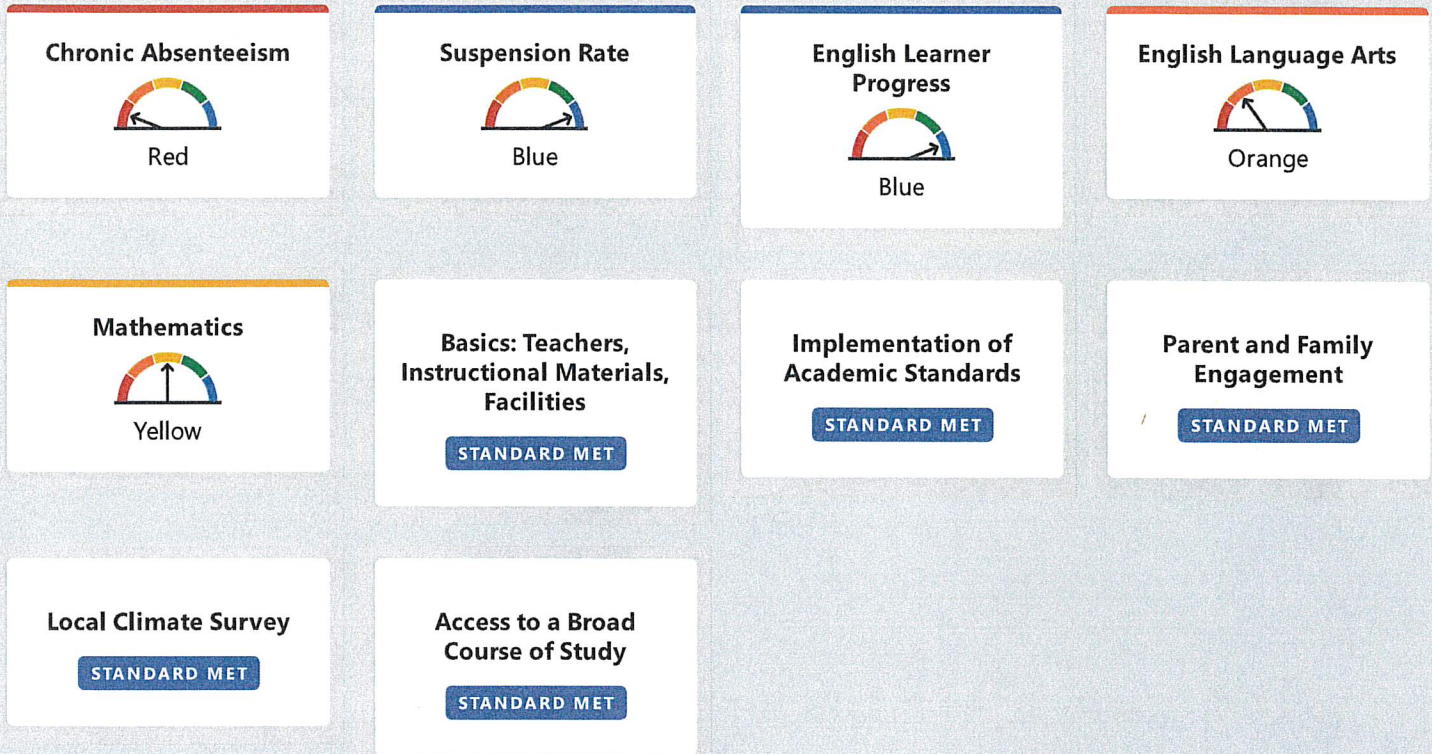 Chronic Absenteeism
Red
Suspension Rate
Blue
English Learner
Progress
Blue
English Language Arts
Orange
Mathematics
Yellow
Basics: Teachers,
Instructional Materials,
Facilities
STANDARD MET
Implementation of
Academic Standards
STANDARD MET
Parent and Family
Engagement
STANDARD MET
Local Climate Survey
STANDARD MET
Access to a Broad
Course of Study
STANDARD MET